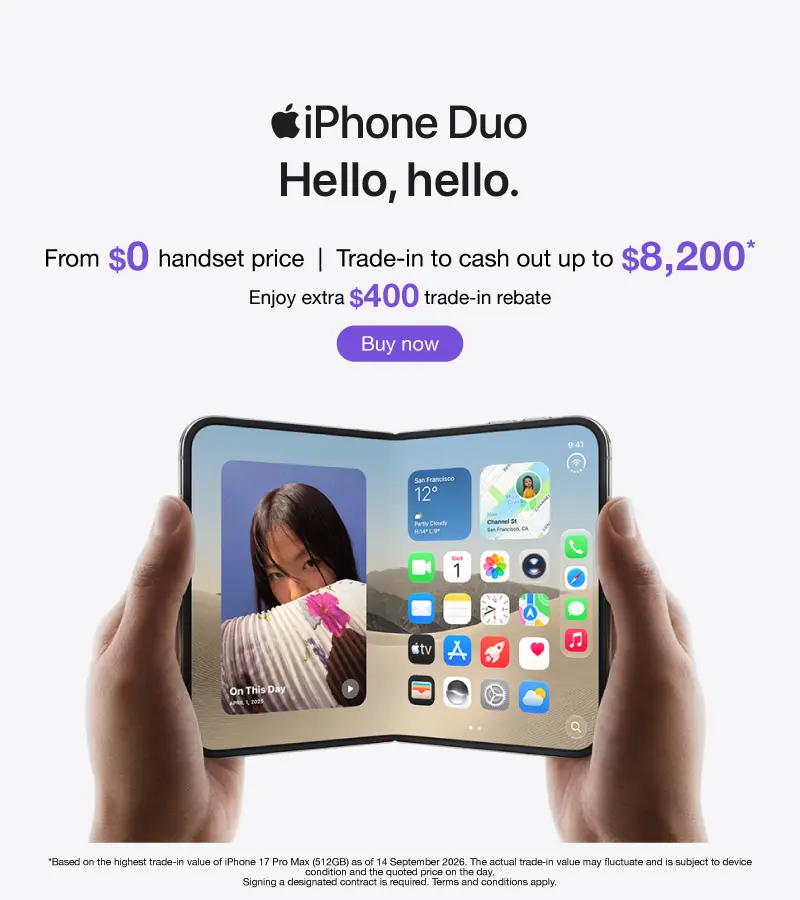 iPhone Duo
Hello, hello.
From $0 handset price | Trade-in to cash out up to $8,200*
Enjoy extra $400 trade-in rebate
Buy now
9:41
San Francisco
12°
Partly Cloudy
H:14° L:9°
Channel St
San Francisco, CA
Wed
1
tv
On This Day
APRIL 1, 2025
*Based on the highest trade-in value of iPhone 17 Pro Max (512GB) as of 14 September 2026. The actual trade-in value may fluctuate and is subject to device
condition and the quoted price on the day.
Signing a designated contract is required. Terms and conditions apply.